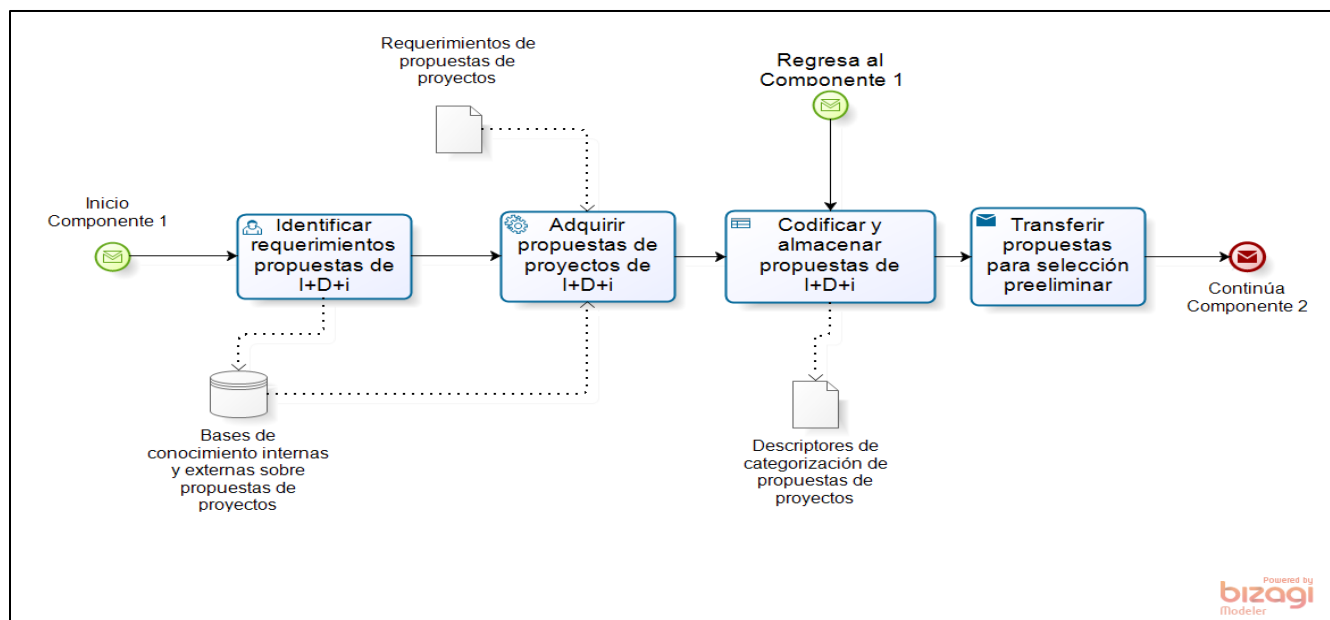 Requerimientos de
propuestas de
proyectos
Regresa al
Componente 1
Inicio
Componente 1
Identificar
requerimientos
propuestas de
I+D+i
Adquirir
propuestas de
proyectos de
I+D+i
Codificar y
almacenar
propuestas de
I+D+i
Transferir
propuestas
para selección
preeliminar
Continúa
Componente 2
Bases de
conocimiento internas
y externas sobre
propuestas de
proyectos
Descriptores de
categorización de
propuestas de
proyectos
Powered by
bizagi
Modeler